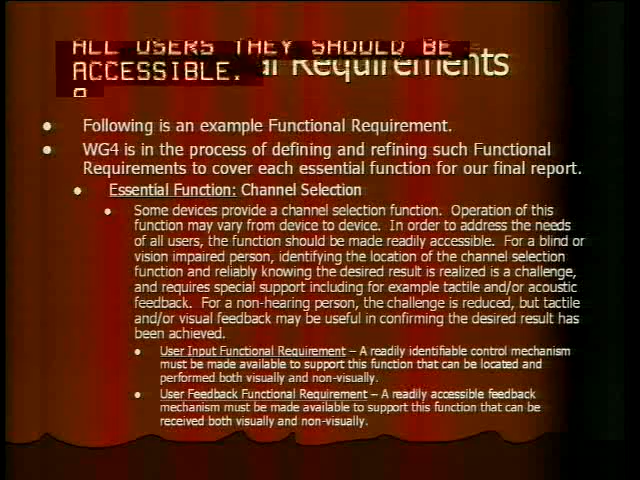 ALL USERS THEY SHOULD BE
ACCESSIBLE.
Requirements
Following is an example Functional Requirement.
WG4 is in the process of defining and refining such Functional
Requirements to cover each essential function for our final report.
Essential Function: Channel Selection
Some devices provide a channel selection function. Operation of this
function may vary from device to device. In order to address the needs
of all users, the function should be made readily accessible. For a blind or
vision impaired person, identifying the location of the channel selection
function and reliably knowing the desired result is realized is a challenge,
and requires special support including for example tactile and/or acoustic
feedback. For a non-hearing person, the challenge is reduced, but tactile
and/or visual feedback may be useful in confirming the desired result has
been achieved.
User Input Functional Requirement – A readily identifiable control mechanism
must be made available to support this function that can be located and
performed both visually and non-visually.
User Feedback Functional Requirement – A readily accessible feedback
mechanism must be made available to support this function that can be
received both visually and non-visually.